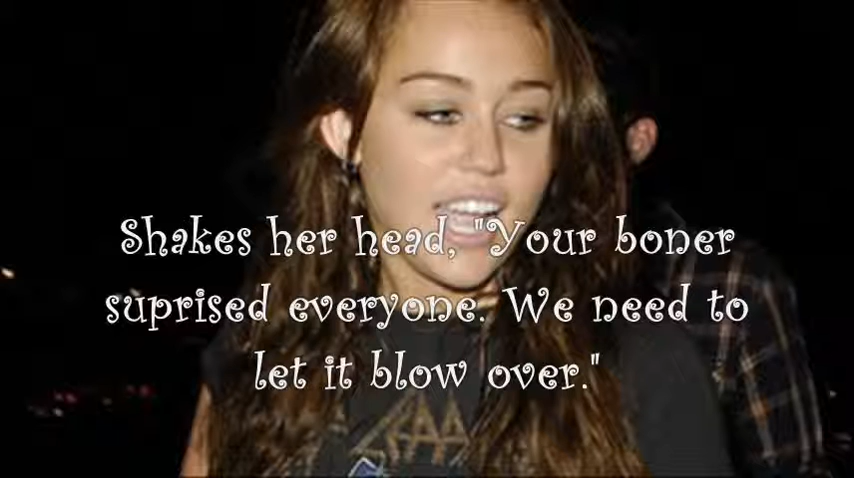 Shakes her head, "Your boner
suprised everyone. We need to
let it blow over."